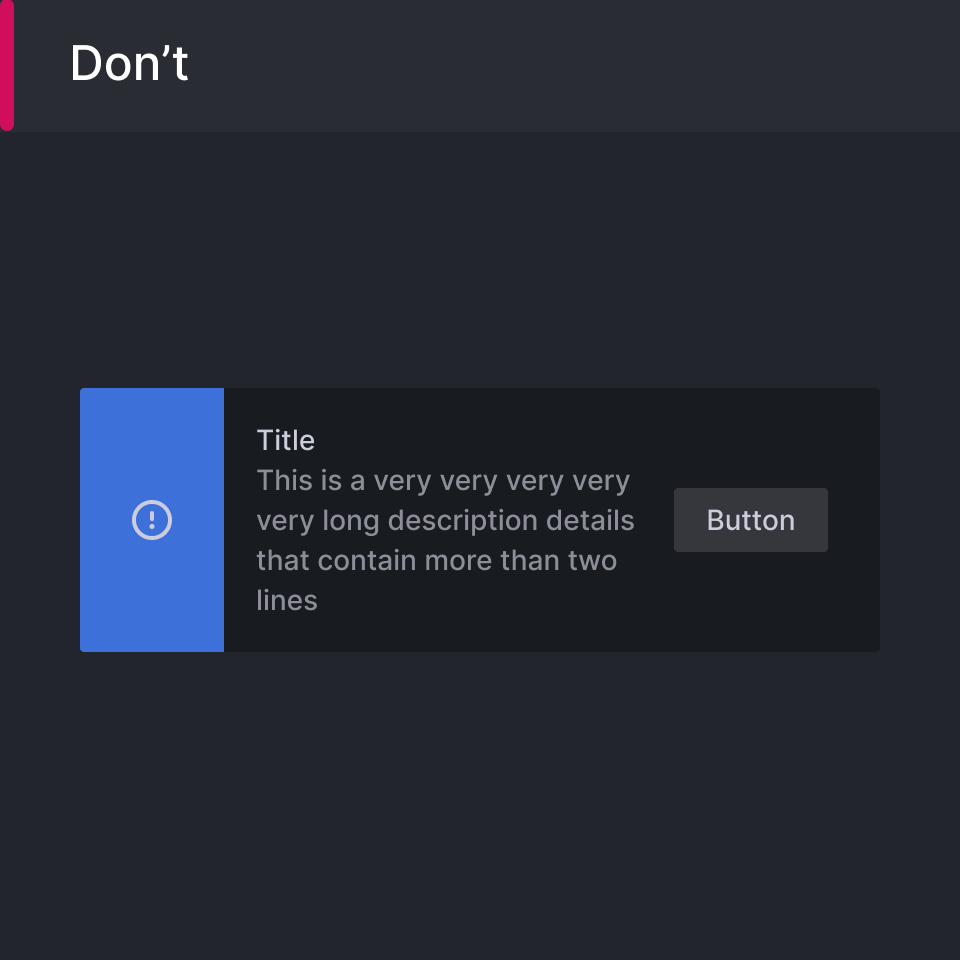 Don’t
Title
This is a very very very very
very long description details
that contain more than two
lines
Button